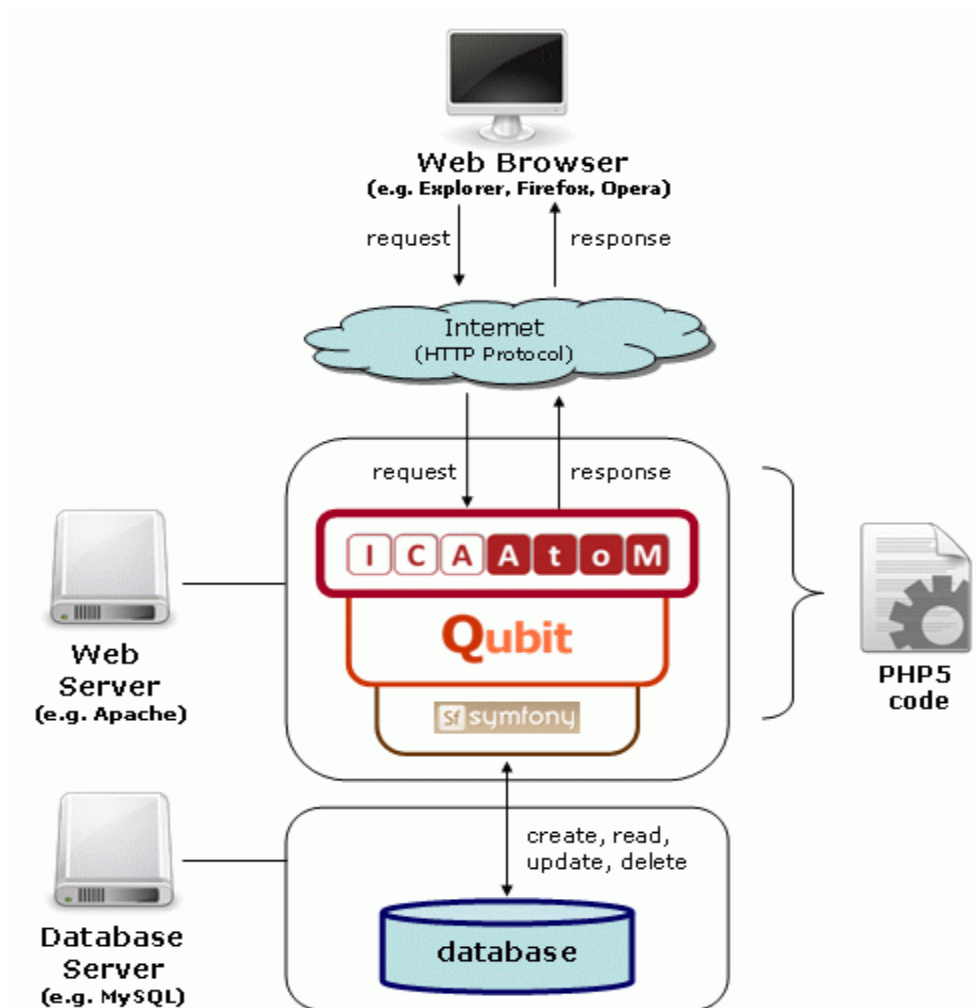 Web Browser
(e.g. Explorer, Firefox, Opera)
request
response
Internet
(HTTP Protocol)
request
response
ICAAtoM
Qubit
Sf symfony
Web
Server
(e.g. Apache)
PHP5
code
create, read,
update, delete
database
Database
Server
(e.g. MySQL)